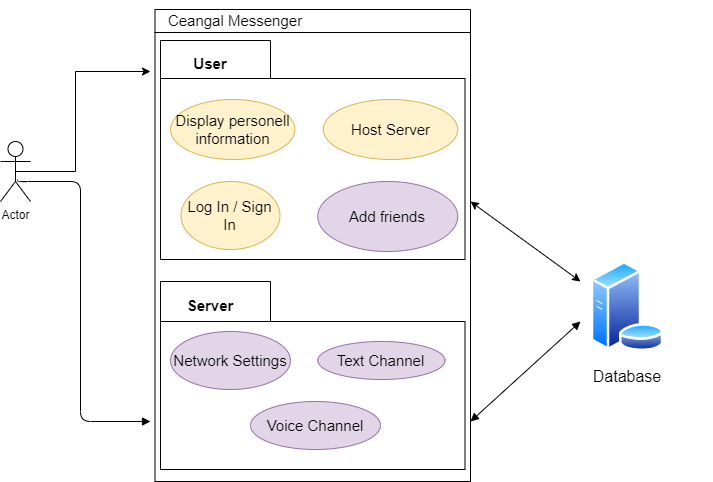 Ceangal Messenger
User
Display personell
information
Host Server
Log In / Sign
In
Add friends
Actor
Server
Network Settings
Text Channel
Voice Channel
Database